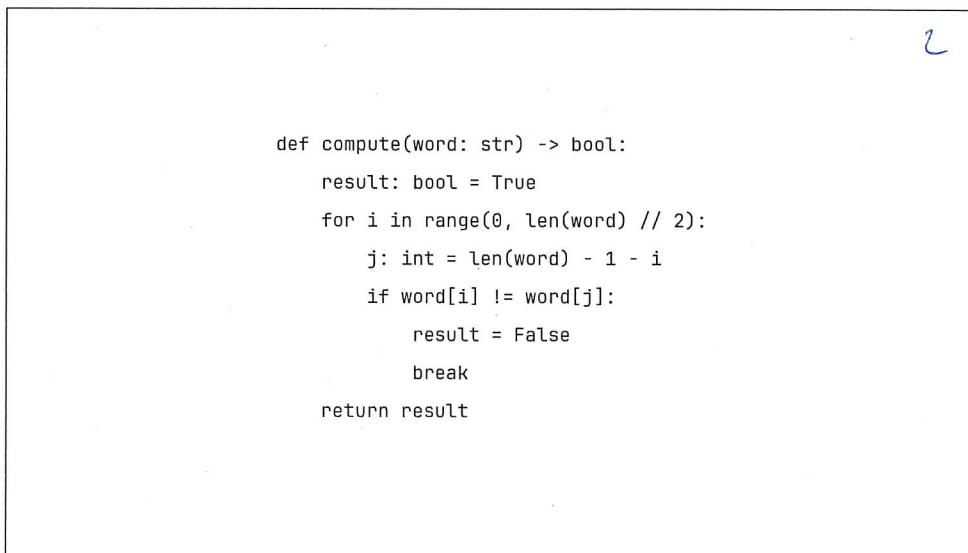 2
def compute(word: str) -> bool:
    result: bool = True
    for i in range(0, len(word) // 2):
        j: int = len(word) - 1 - i
        if word[i] != word[j]:
            result = False
            break
    return result